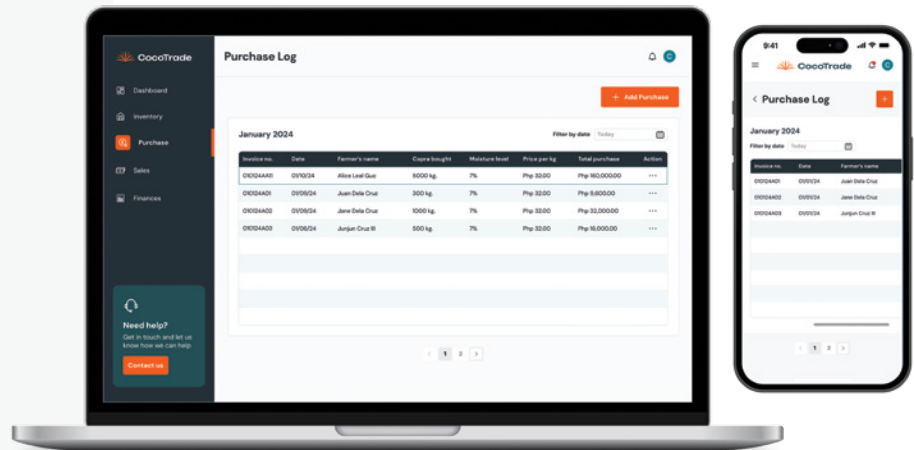 CocoTrade
Dashboard
Inventory
Purchase
Sales
Finances
Need help?
Get in touch and let us
know how we can help
Contact us
Purchase Log
C
+ Add Purchase
January 2024
Filter by date Today
Invoice no. Date Farmer's name Copra bought Moisture level Price per kg Total purchase Action
010124AA11 01/10/24 Alice Leal Guo 5000 kg. 7% Php 32.00 Php 160,000.00 ...
010124A01 01/09/24 Juan Dela Cruz 300 kg. 7% Php 32.00 Php 9,600.00 ...
010124A02 01/09/24 Jane Dela Cruz 1000 kg. 7% Php 32.00 Php 32,000.00 ...
010124A03 01/08/24 Junjun Cruz III 500 kg. 7% Php 16,000.00 ...
< 1 2 >
9:41
CocoTrade C
< Purchase Log +
January 2024
Filter by date Today
Invoice no. Date Farmer's name
010124A01 01/01/24 Juan Dela Cruz
010124A02 01/01/24 Jane Dela Cruz
010124A03 01/01/24 Junjun Cruz III
< 1 2 >